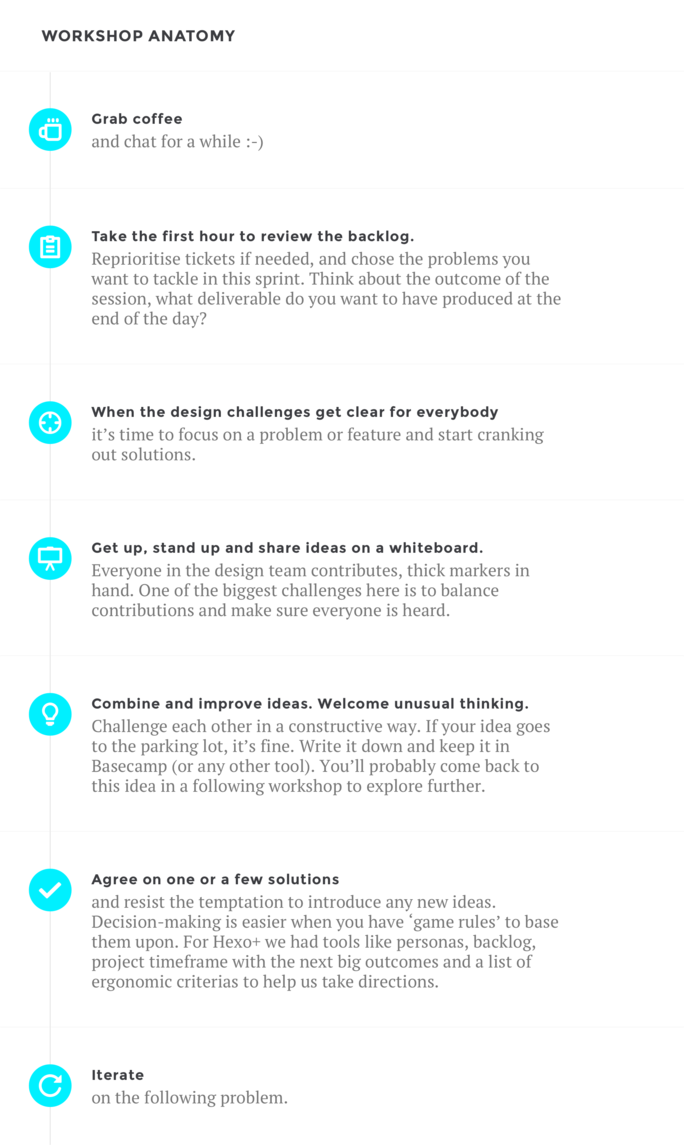 WORKSHOP ANATOMY
Grab coffee
and chat for a while :-)
Take the first hour to review the backlog.
Reprioritise tickets if needed, and chose the problems you
want to tackle in this sprint. Think about the outcome of the
session, what deliverable do you want to have produced at the
end of the day?
When the design challenges get clear for everybody
it’s time to focus on a problem or feature and start cranking
out solutions.
Get up, stand up and share ideas on a whiteboard.
Everyone in the design team contributes, thick markers in
hand. One of the biggest challenges here is to balance
contributions and make sure everyone is heard.
Combine and improve ideas. Welcome unusual thinking.
Challenge each other in a constructive way. If your idea goes
to the parking lot, it’s fine. Write it down and keep it in
Basecamp (or any other tool). You’ll probably come back to
this idea in a following workshop to explore further.
Agree on one or a few solutions
and resist the temptation to introduce any new ideas.
Decision-making is easier when you have ‘game rules’ to base
them upon. For Hexo+ we had tools like personas, backlog,
project timeframe with the next big outcomes and a list of
ergonomic criterias to help us take directions.
Iterate
on the following problem.